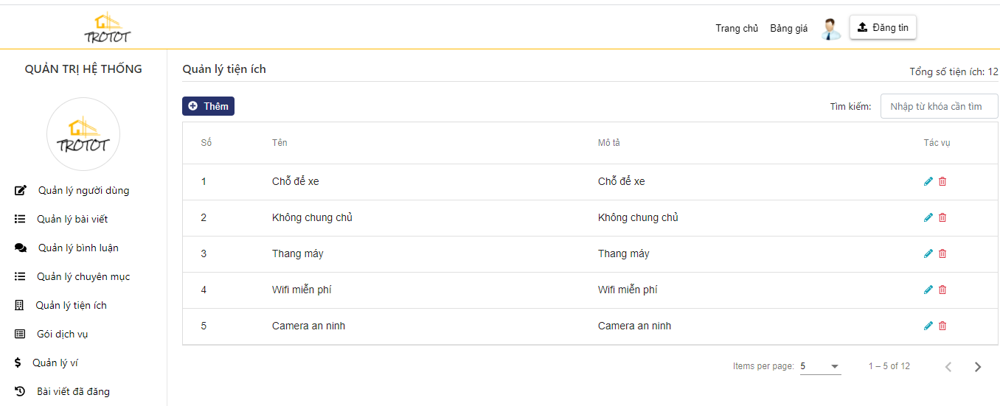 TROTOT
Trang chủ Bảng giá Đăng tin
QUẢN TRỊ HỆ THỐNG
TROTOT
Quản lý người dùng
Quản lý bài viết
Quản lý bình luận
Quản lý chuyên mục
Quản lý tiện ích
Gói dịch vụ
Quản lý ví
Bài viết đã đăng
Quản lý tiện ích
Tổng số tiện ích: 12
Thêm
Tìm kiếm: Nhập từ khóa cần tìm
Số Tên Mô tả Tác vụ
1 Chỗ để xe Chỗ để xe
2 Không chung chủ Không chung chủ
3 Thang máy Thang máy
4 Wifi miễn phí Wifi miễn phí
5 Camera an ninh Camera an ninh
Items per page: 5 1 – 5 of 12